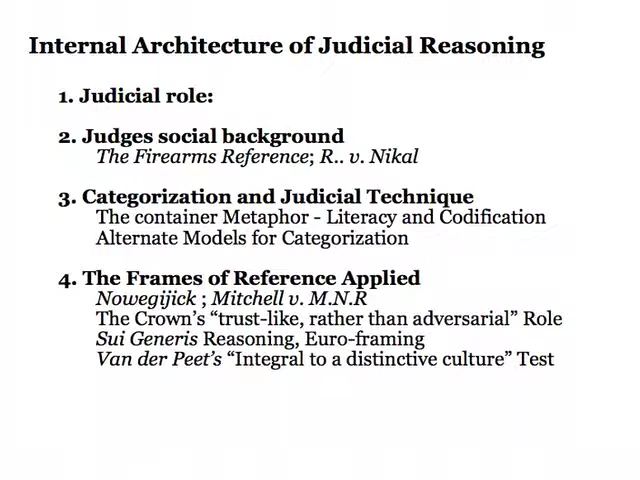 Internal Architecture of Judicial Reasoning
1. Judicial role:
2. Judges social background
The Firearms Reference; R.. v. Nikal
3. Categorization and Judicial Technique
The container Metaphor - Literacy and Codification
Alternate Models for Categorization
4. The Frames of Reference Applied
Nowegijick ; Mitchell v. M.N.R
The Crown’s “trust-like, rather than adversarial” Role
Sui Generis Reasoning, Euro-framing
Van der Peet’s “Integral to a distinctive culture” Test